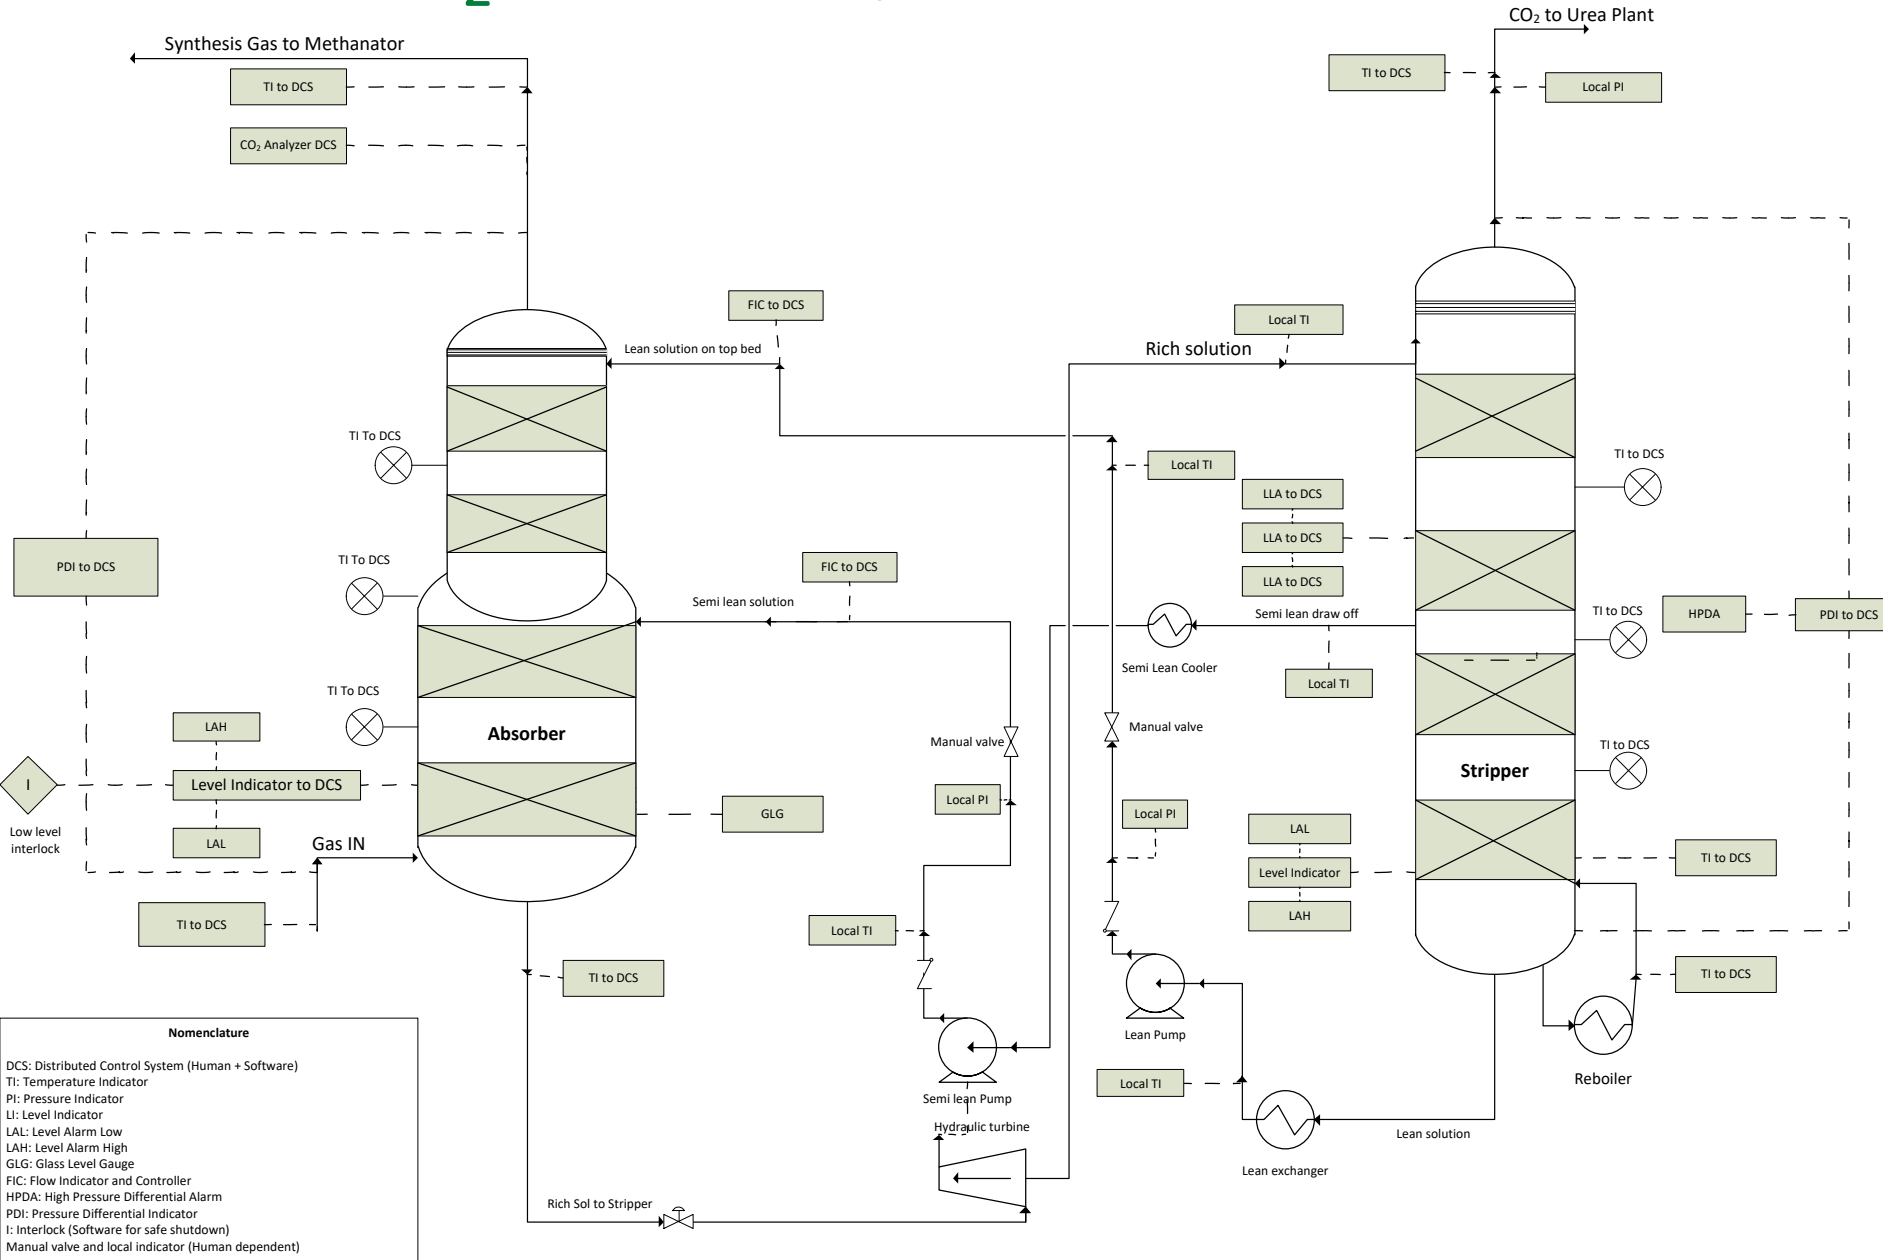 CO₂ to Urea Plant
Synthesis Gas to Methanator
TI to DCS
TI to DCS
Local PI
CO₂ Analyzer DCS
FIC to DCS
Local TI
Lean solution on top bed
Rich solution
TI To DCS
TI to DCS
Local TI
LLA to DCS
LLA to DCS
LLA to DCS
TI To DCS
PDI to DCS
FIC to DCS
Semi lean solution
Semi lean draw off
TI to DCS
HPDA
PDI to DCS
Semi Lean Cooler
Local TI
TI To DCS
LAH
Absorber
Manual valve
Manual valve
TI to DCS
Stripper
I
Level Indicator to DCS
Local PI
Local PI
GLG
Low level
interlock
LAL
Gas IN
LAL
Level Indicator
LAH
TI to DCS
TI to DCS
Local TI
TI to DCS
TI to DCS
Lean Pump
Reboiler
Local TI
Semi lean Pump
Hydraulic turbine
Lean solution
Lean exchanger
Rich Sol to Stripper
Nomenclature
DCS: Distributed Control System (Human + Software)
TI: Temperature Indicator
PI: Pressure Indicator
LI: Level Indicator
LAL: Level Alarm Low
LAH: Level Alarm High
GLG: Glass Level Gauge
FIC: Flow Indicator and Controller
HPDA: High Pressure Differential Alarm
PDI: Pressure Differential Indicator
I: Interlock (Software for safe shutdown)
Manual valve and local indicator (Human dependent)